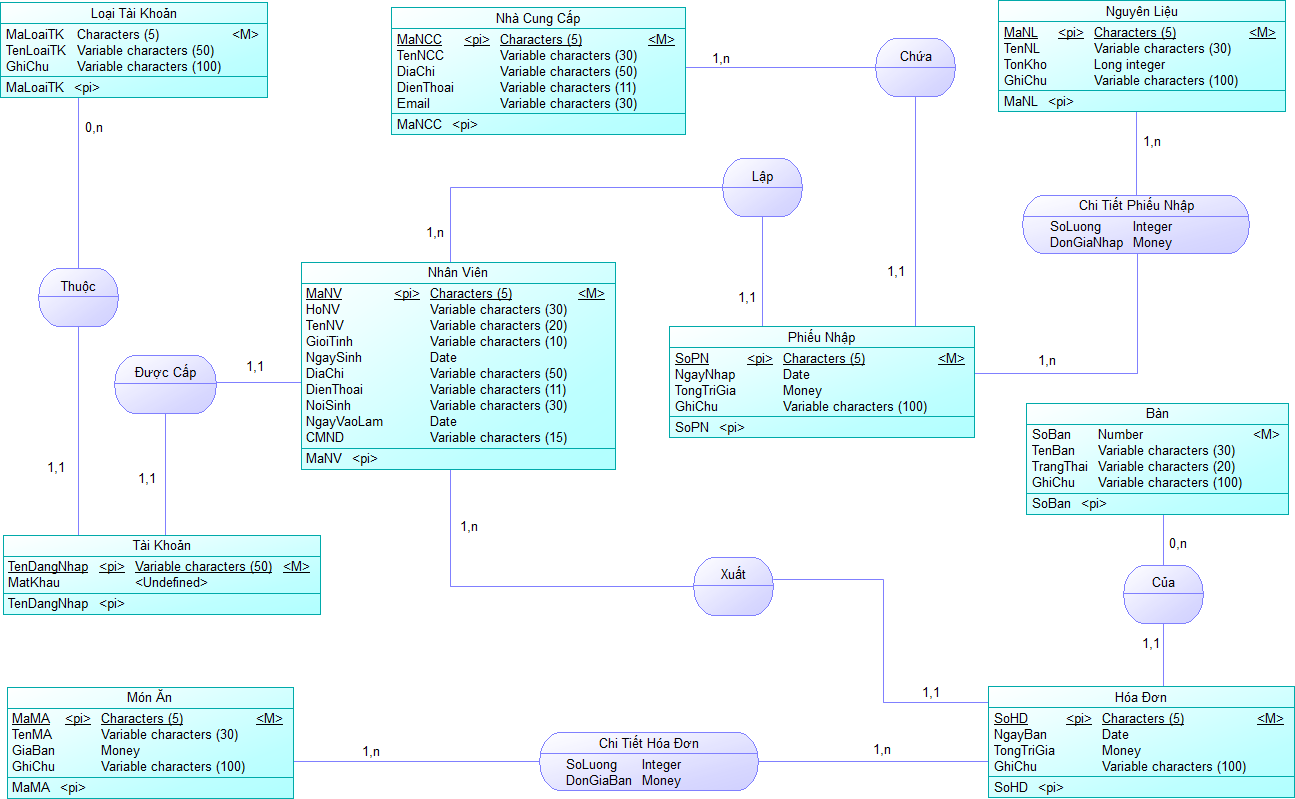 Loại Tài Khoản
MaLoaiTK Characters (5) <M>
TenLoaiTK Variable characters (50)
GhiChu Variable characters (100)
MaLoaiTK <pi>
Nhà Cung Cấp
MaNCC <pi> Characters (5) <M>
TenNCC Variable characters (30)
DiaChi Variable characters (50)
DienThoai Variable characters (11)
Email Variable characters (30)
MaNCC <pi>
Nguyên Liệu
MaNL <pi> Characters (5) <M>
TenNL Variable characters (30)
TonKho Long integer
GhiChu Variable characters (100)
MaNL <pi>
1,n
Chứa
0,n
1,n
Lập
Chi Tiết Phiếu Nhập
SoLuong Integer
DonGiaNhap Money
1,n
Thuộc
1,1
1,1
Nhân Viên
MaNV <pi> Characters (5) <M>
HoNV Variable characters (30)
TenNV Variable characters (20)
GioiTinh Variable characters (10)
NgaySinh Date
DiaChi Variable characters (50)
DienThoai Variable characters (11)
NoiSinh Variable characters (30)
NgayVaoLam Date
CMND Variable characters (15)
MaNV <pi>
Phiếu Nhập
SoPN <pi> Characters (5) <M>
NgayNhap Date
TongTriGia Money
GhiChu Variable characters (100)
SoPN <pi>
1,n
Được Cấp
1,1
Bàn
SoBan Number <M>
TenBan Variable characters (30)
TrangThai Variable characters (20)
GhiChu Variable characters (100)
SoBan <pi>
1,1
1,1
1,n
0,n
Tài Khoản
TenDangNhap <pi> Variable characters (50) <M>
MatKhau <Undefined>
TenDangNhap <pi>
Xuất
Của
1,1
1,1
Món Ăn
MaMA <pi> Characters (5) <M>
TenMA Variable characters (30)
GiaBan Money
GhiChu Variable characters (100)
MaMA <pi>
1,n
Chi Tiết Hóa Đơn
SoLuong Integer
DonGiaBan Money
1,n
Hóa Đơn
SoHD <pi> Characters (5) <M>
NgayBan Date
TongTriGia Money
GhiChu Variable characters (100)
SoHD <pi>